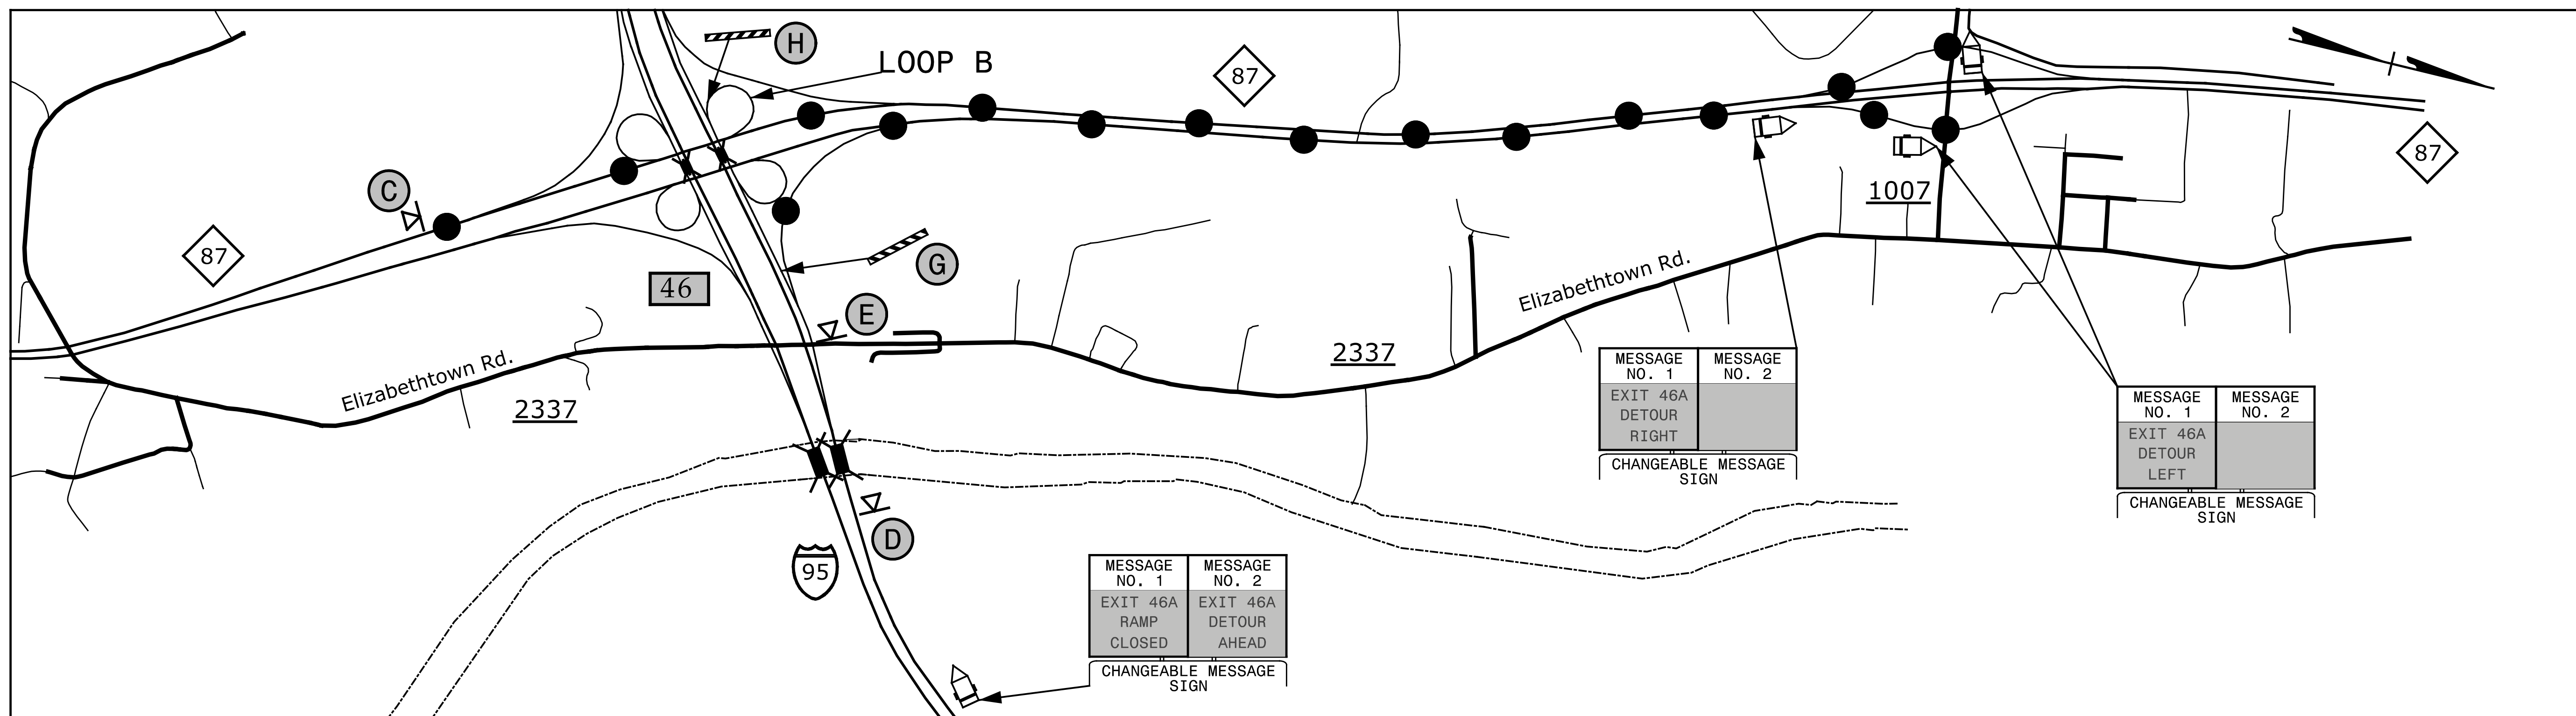 H
LOOP B
87
C
87
G
46
E
1007
87
Elizabethtown Rd.
2337
Elizabethtown Rd.
2337
MESSAGE NO. 1
MESSAGE NO. 2
EXIT 46A
DETOUR
RIGHT
CHANGEABLE MESSAGE
SIGN
MESSAGE NO. 1
MESSAGE NO. 2
EXIT 46A
DETOUR
LEFT
CHANGEABLE MESSAGE
SIGN
D
95
MESSAGE NO. 1
MESSAGE NO. 2
EXIT 46A
RAMP
CLOSED
EXIT 46A
DETOUR
AHEAD
CHANGEABLE MESSAGE
SIGN